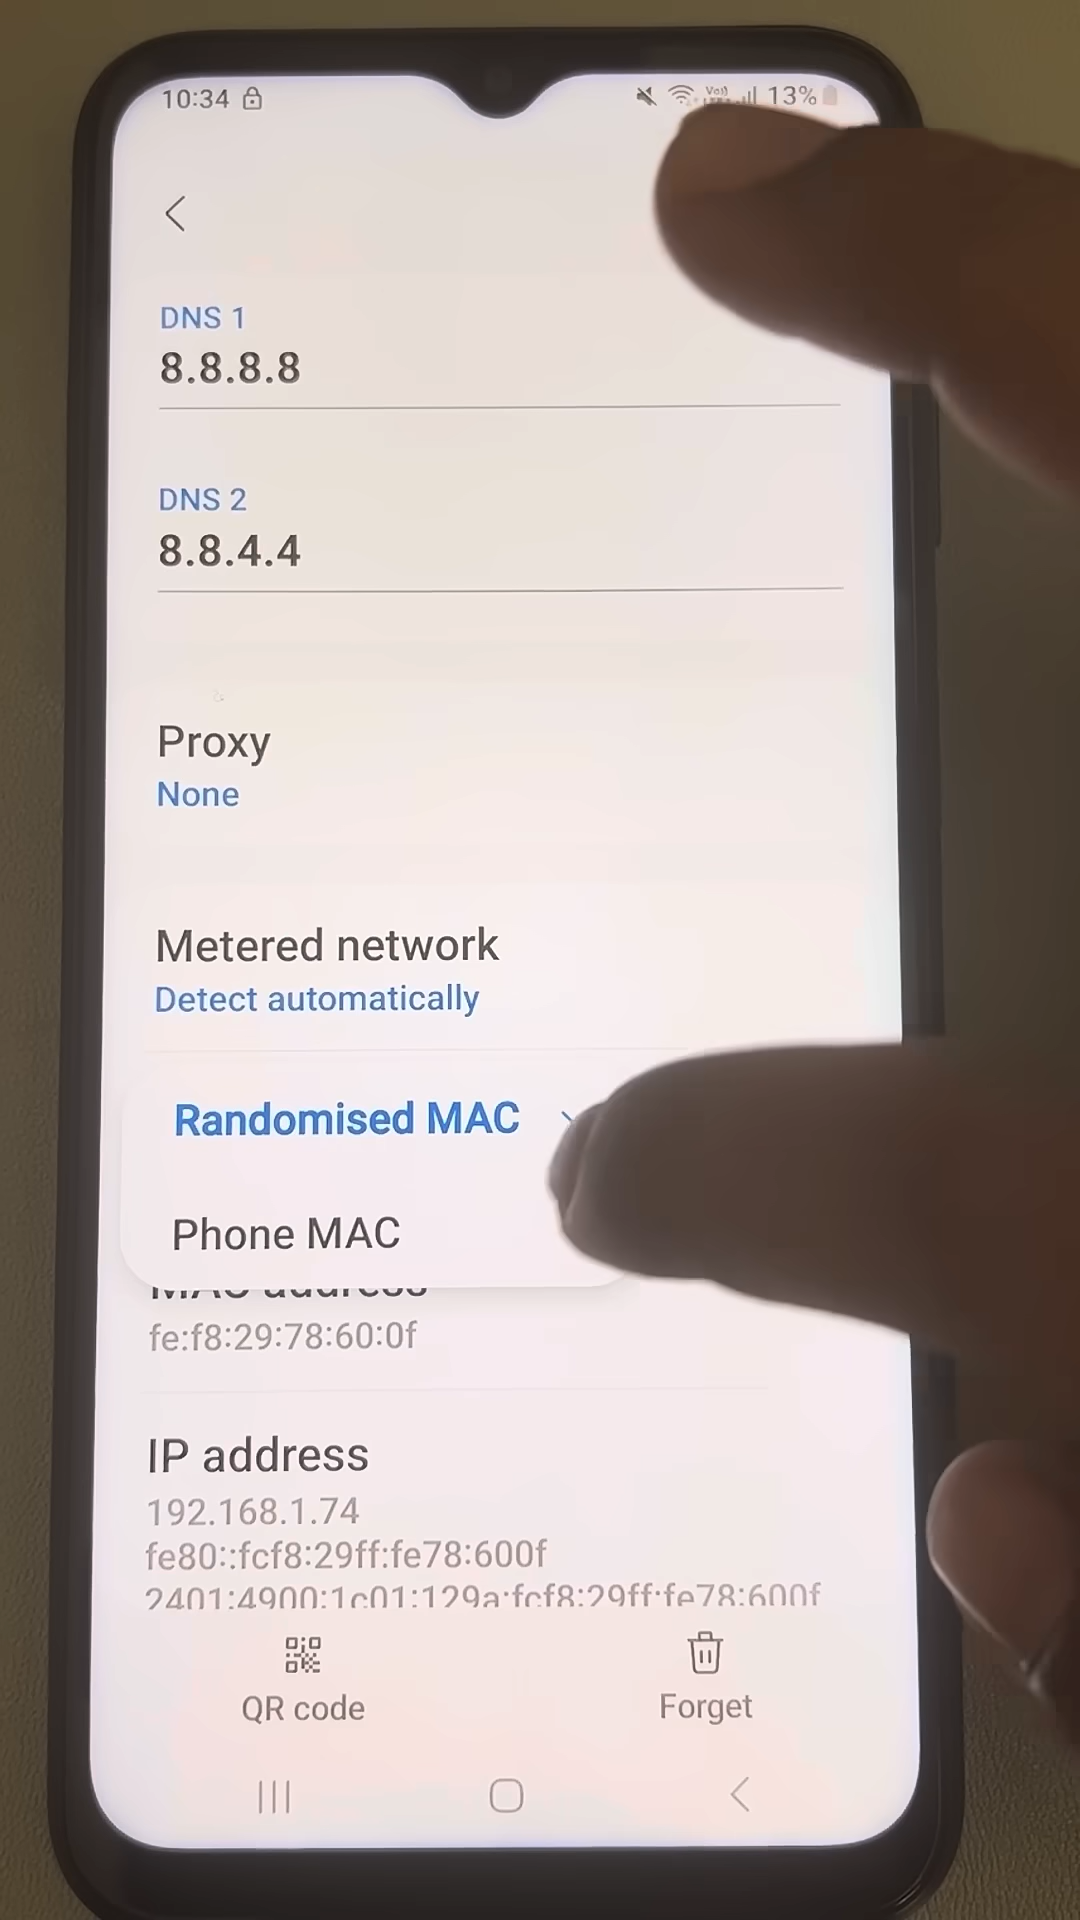 10:34
13%
DNS 1
8.8.8.8
DNS 2
8.8.4.4
Proxy
None
Metered network
Detect automatically
Randomised MAC
Phone MAC
MAC address
fe:f8:29:78:60:0f
IP address
192.168.1.74
fe80::fcf8:29ff:fe78:600f
2401:4900:1c01:129a:fcf8:29ff:fe78:600f
QR code
Forget